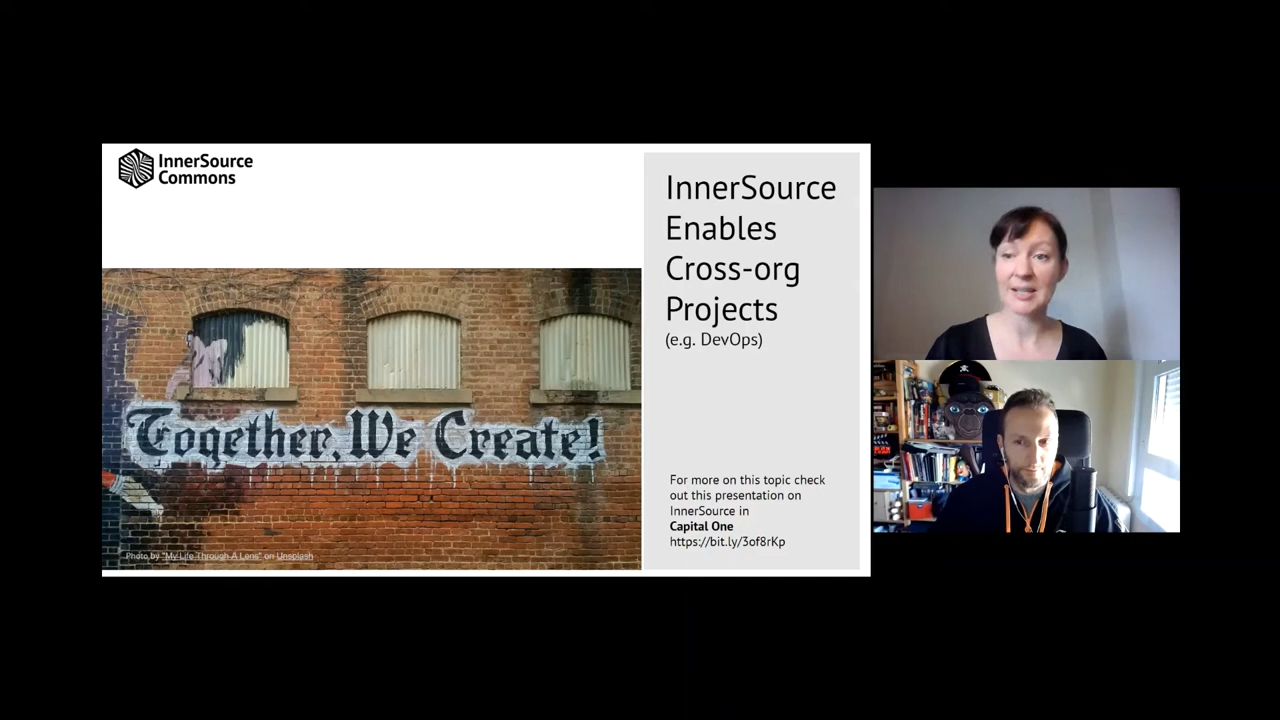 InnerSource
Commons
InnerSource
Enables
Cross-org
Projects
(e.g. DevOps)
Together, We Create!
For more on this topic check
out this presentation on
InnerSource in
Capital One
https://bit.ly/3of8rKp
Photo by "My Life Through A Lens" on Unsplash